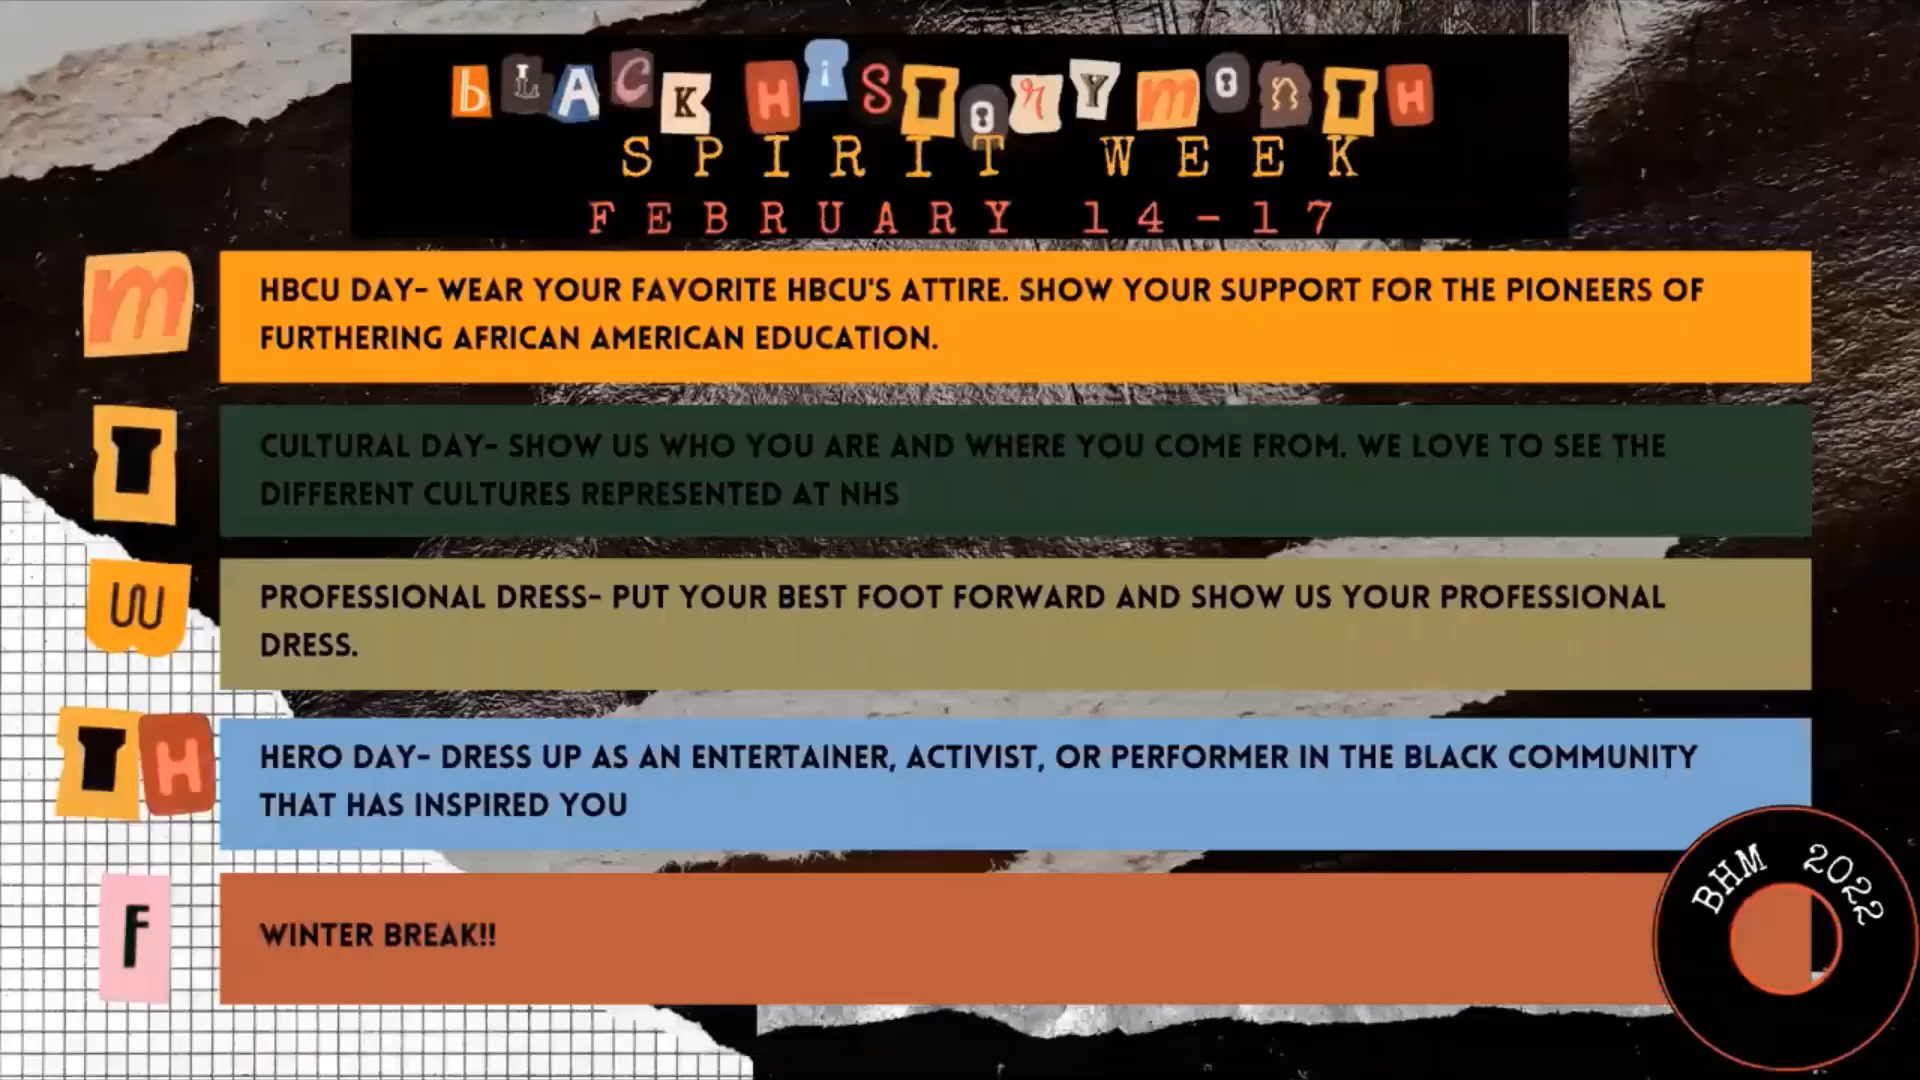 bLACK HiSToRY moNTH
SPIRIT WEEK
FEBRUARY 14-17
m
HBCU DAY- WEAR YOUR FAVORITE HBCU'S ATTIRE. SHOW YOUR SUPPORT FOR THE PIONEERS OF
FURTHERING AFRICAN AMERICAN EDUCATION.
T
CULTURAL DAY- SHOW US WHO YOU ARE AND WHERE YOU COME FROM. WE LOVE TO SEE THE
DIFFERENT CULTURES REPRESENTED AT NHS
W
PROFESSIONAL DRESS- PUT YOUR BEST FOOT FORWARD AND SHOW US YOUR PROFESSIONAL
DRESS.
TH
HERO DAY- DRESS UP AS AN ENTERTAINER, ACTIVIST, OR PERFORMER IN THE BLACK COMMUNITY
THAT HAS INSPIRED YOU
F
WINTER BREAK!!
BHM 2022